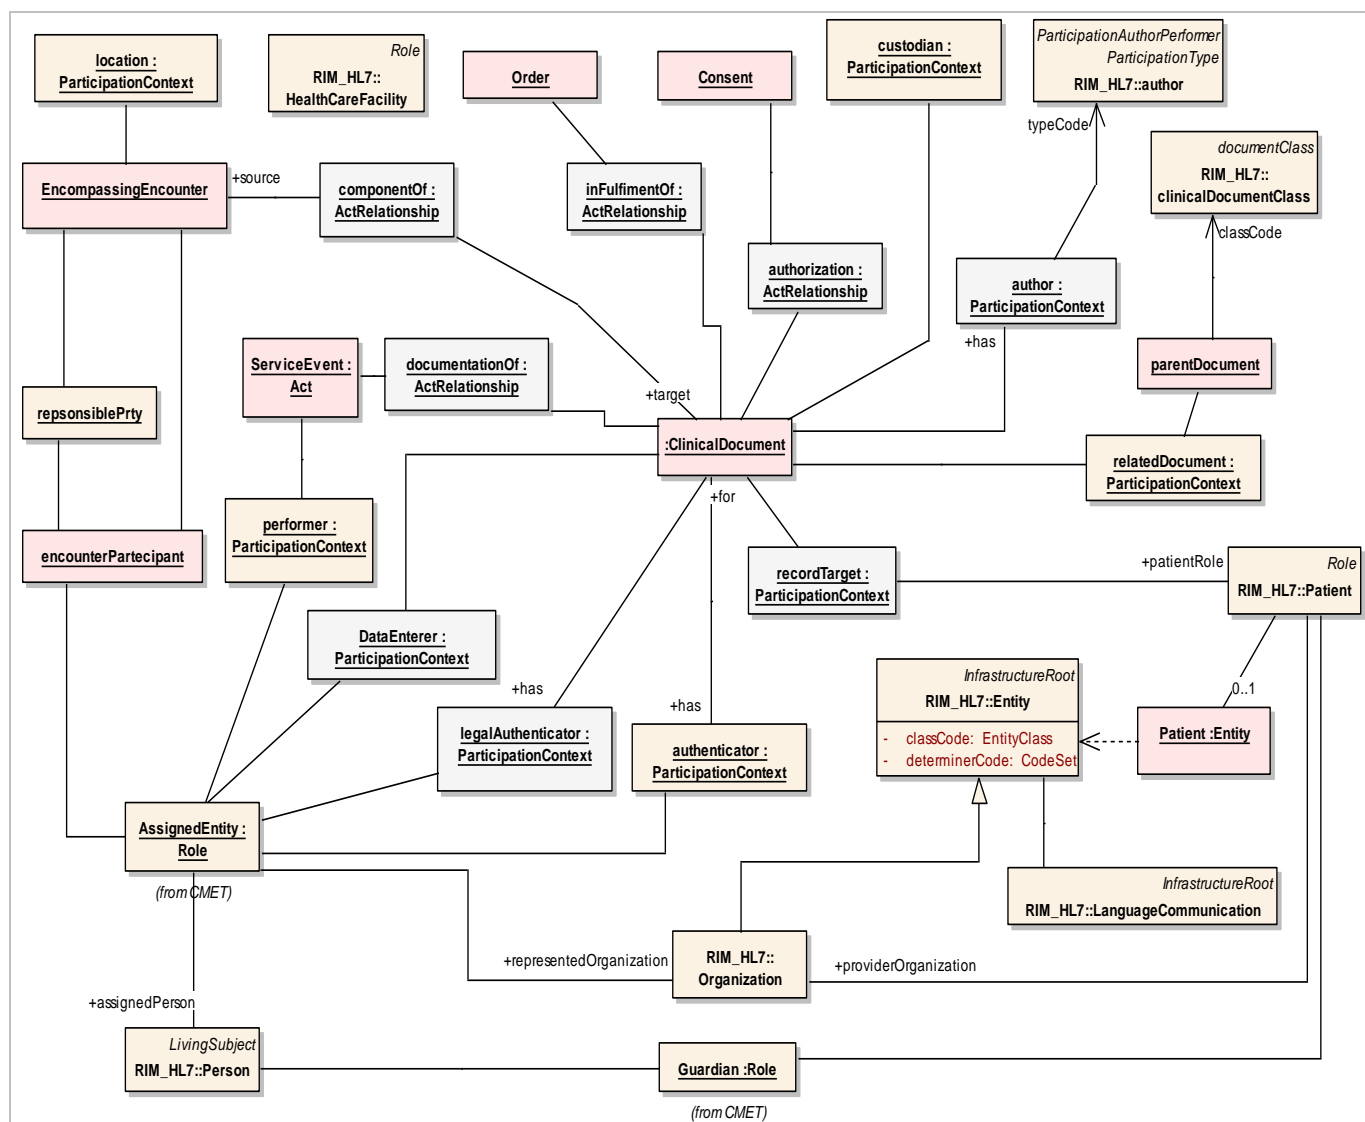 location :
ParticipationContext
Role
RIM_HL7::
HealthCareFacility
Order
Consent
custodian :
ParticipationContext
ParticipationAuthorPerformer
ParticipationType
RIM_HL7::author
typeCode
documentClass
RIM_HL7::
clinicalDocumentClass
classCode
EncompassingEncounter
+source
componentOf :
ActRelationship
inFulfimentOf :
ActRelationship
authorization :
ActRelationship
author :
ParticipationContext
+has
ServiceEvent :
Act
documentationOf :
ActRelationship
+target
parentDocument
repsonsiblePrty
:ClinicalDocument
relatedDocument :
ParticipationContext
+for
performer :
ParticipationContext
encounterPartecipant
recordTarget :
ParticipationContext
+patientRole
Role
RIM_HL7::Patient
DataEnterer :
ParticipationContext
+has
+has
legalAuthenticator :
ParticipationContext
authenticator :
ParticipationContext
InfrastructureRoot
RIM_HL7::Entity
- classCode: EntityClass
- determinerCode: CodeSet
0..1
Patient :Entity
AssignedEntity :
Role
(from CMET)
InfrastructureRoot
RIM_HL7::LanguageCommunication
+representedOrganization
RIM_HL7::
Organization
+providerOrganization
+assignedPerson
LivingSubject
RIM_HL7::Person
Guardian :Role
(from CMET)